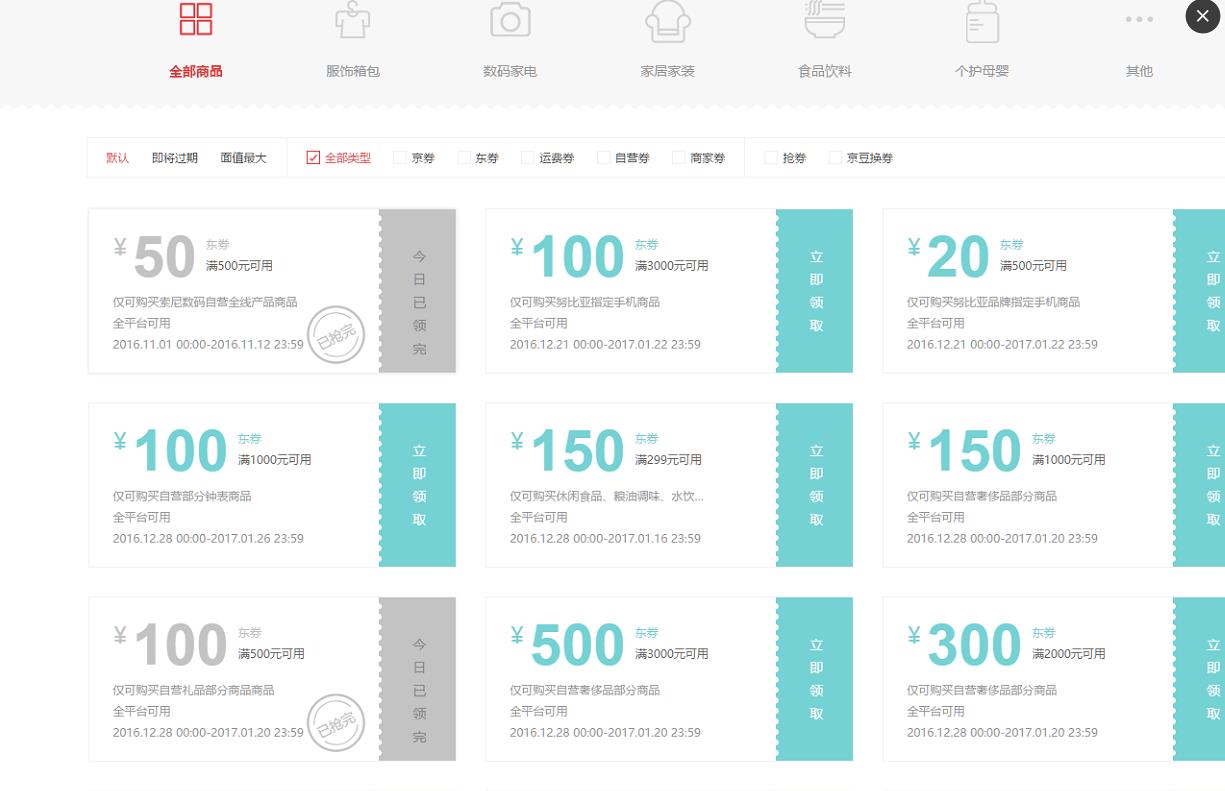 全部商品
服饰箱包
数码家电
家居家装
食品饮料
个护母婴
其他
默认 即将过期 面值最大 全部类型 京券 东券 运费券 自营券 商家券 抢券 京豆换券
¥50 东券
满500元可用
仅可购买索尼数码自营全线产品商品
全平台可用
2016.11.01 00:00-2016.11.12 23:59
已抢完
今日已领完
¥100 东券
满3000元可用
仅可购买努比亚指定手机商品
全平台可用
2016.12.21 00:00-2017.01.22 23:59
立即领取
¥20 东券
满500元可用
仅可购买努比亚品牌指定手机商品
全平台可用
2016.12.21 00:00-2017.01.22 23:59
立即领取
¥100 东券
满1000元可用
仅可购买自营部分钟表商品
全平台可用
2016.12.28 00:00-2017.01.26 23:59
立即领取
¥150 东券
满299元可用
仅可购买休闲食品、粮油调味、水饮...
全平台可用
2016.12.28 00:00-2017.01.16 23:59
立即领取
¥150 东券
满1000元可用
仅可购买自营奢侈品部分商品
全平台可用
2016.12.28 00:00-2017.01.20 23:59
立即领取
¥100 东券
满500元可用
仅可购买自营礼品部分商品商品
全平台可用
2016.12.28 00:00-2017.01.20 23:59
已抢完
今日已领完
¥500 东券
满3000元可用
仅可购买自营奢侈品部分商品
全平台可用
2016.12.28 00:00-2017.01.20 23:59
立即领取
¥300 东券
满2000元可用
仅可购买自营奢侈品部分商品
全平台可用
2016.12.28 00:00-2017.01.20 23:59
立即领取